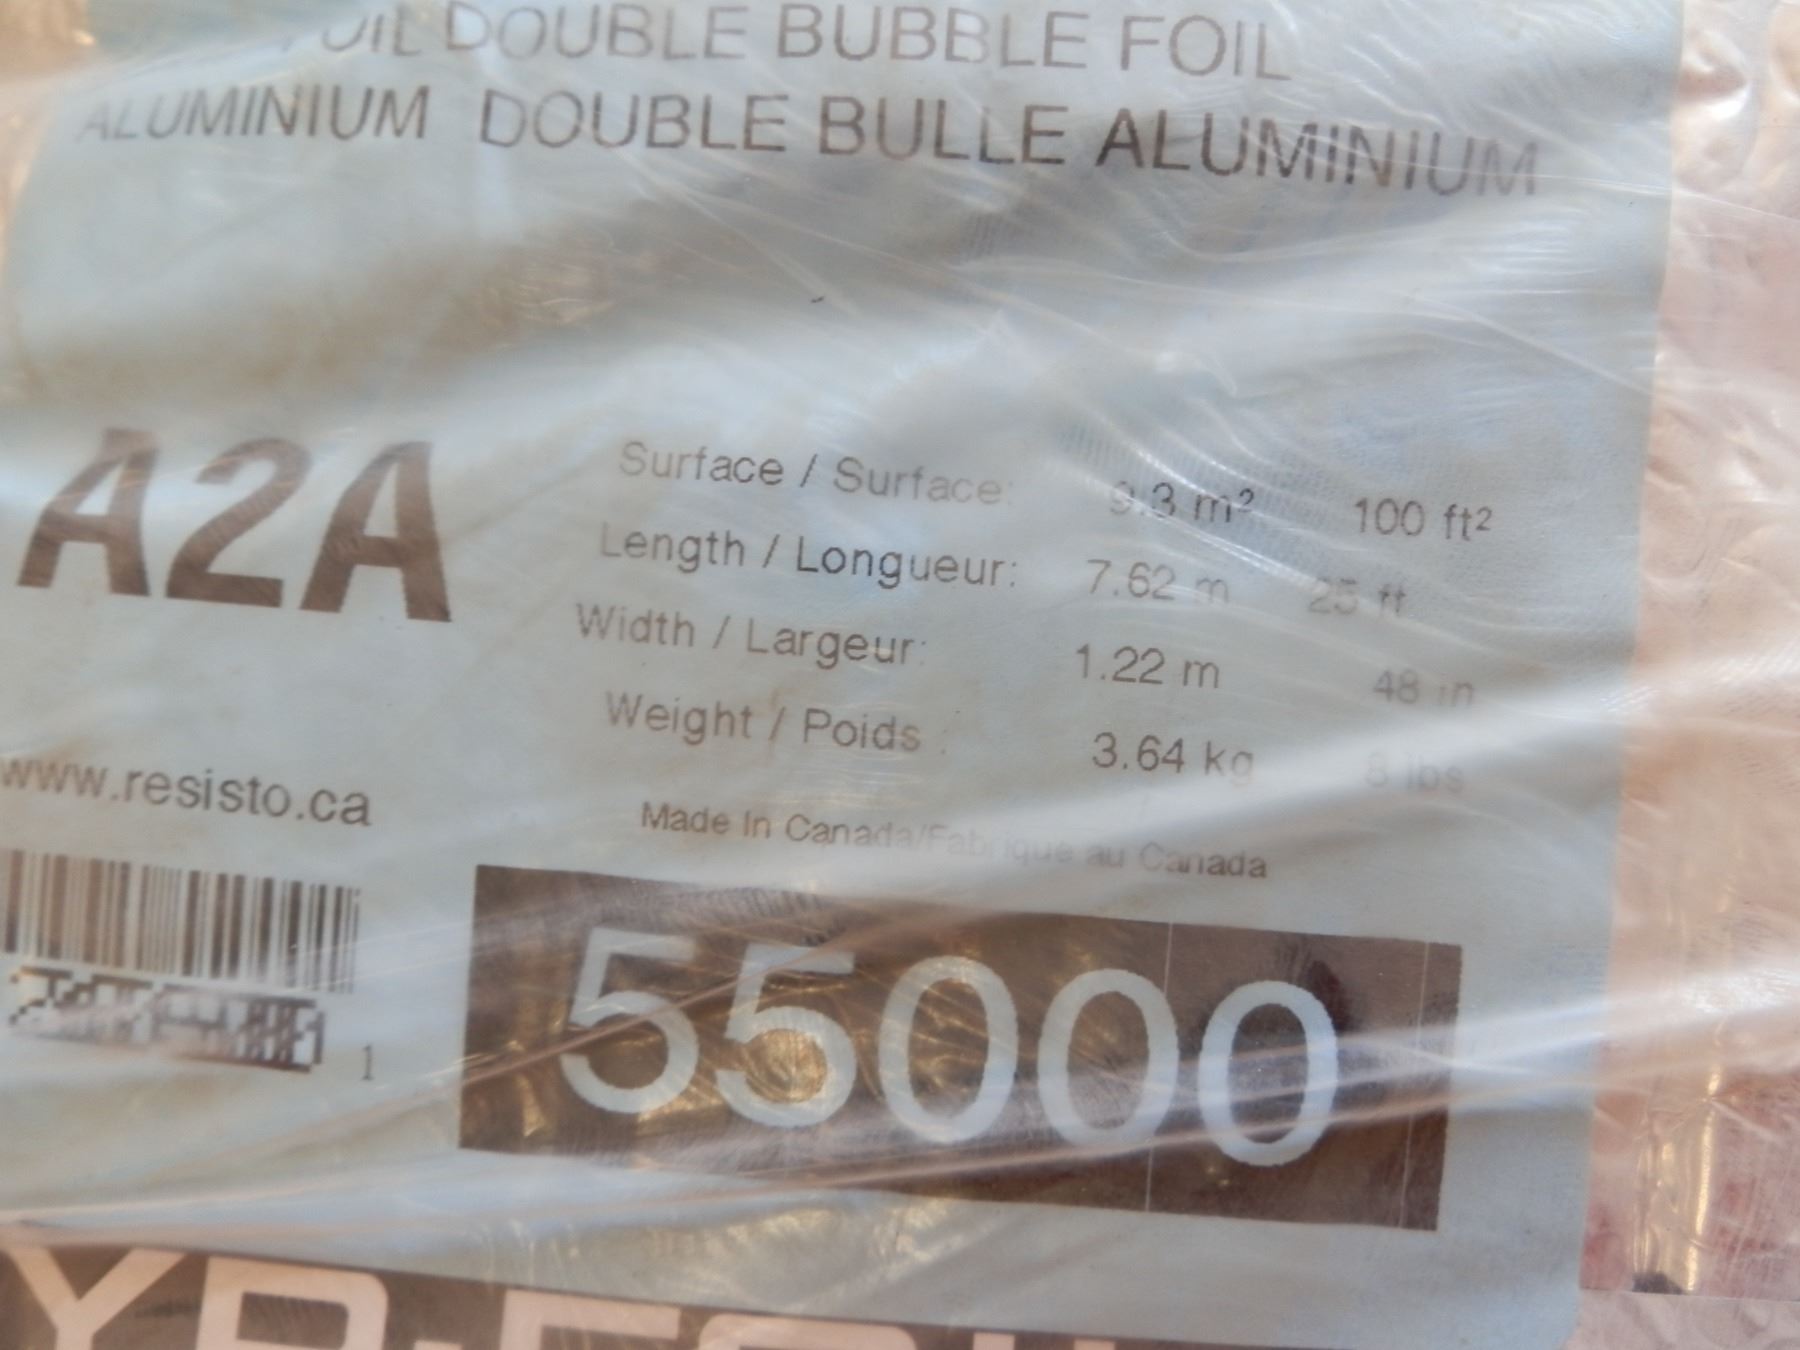 DOUBLE BUBBLE FOIL
ALUMINIUM DOUBLE BULLE ALUMINIUM
A2A
Surface / Surface: 9.3 m² 100 ft²
Length / Longueur: 7.62 m 25 ft
Width / Largeur: 1.22 m 48 in
Weight / Poids : 3.64 kg 8 lbs
www.resisto.ca
Made In Canada/Fabrique au Canada
1
55000